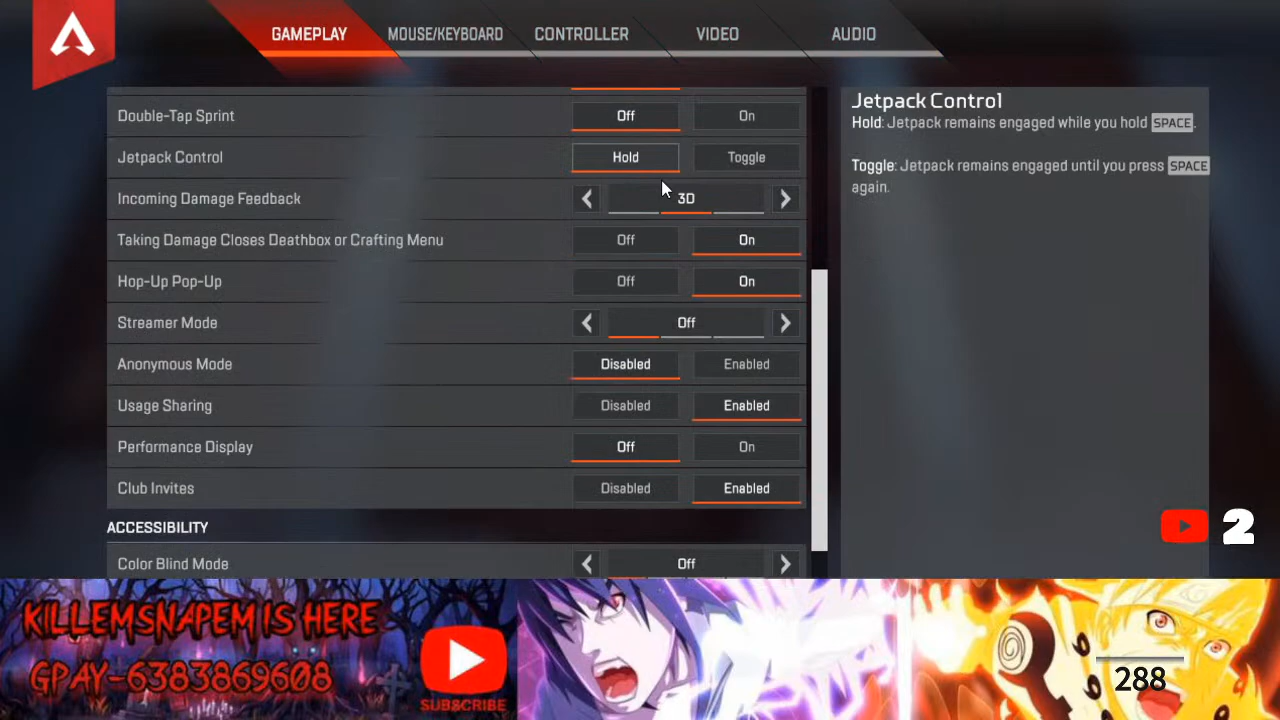 GAMEPLAY MOUSE/KEYBOARD CONTROLLER VIDEO AUDIO
Double-Tap Sprint Off On
Jetpack Control Hold Toggle
Incoming Damage Feedback 3D
Taking Damage Closes Deathbox or Crafting Menu Off On
Hop-Up Pop-Up Off On
Streamer Mode Off
Anonymous Mode Disabled Enabled
Usage Sharing Disabled Enabled
Performance Display Off On
Club Invites Disabled Enabled
ACCESSIBILITY
Color Blind Mode Off
Jetpack Control
Hold: Jetpack remains engaged while you hold SPACE.
Toggle: Jetpack remains engaged until you press SPACE
again.
2
KILLEMSNAPEM IS HERE
GPAY-6383869608
SUBSCRIBE
288